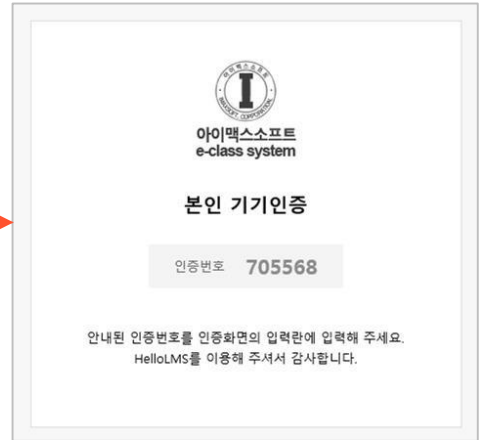 아이맥스소프트
e-class system
본인 기기인증
인증번호 705568
안내된 인증번호를 인증화면의 입력란에 입력해 주세요.
HelloLMS를 이용해 주셔서 감사합니다.